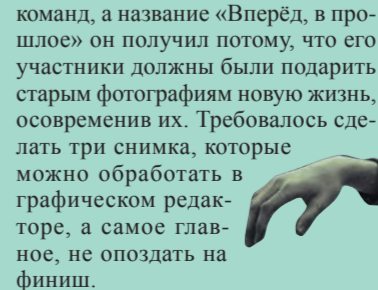 команд, а название «Вперёд, в про-
шлое» он получил потому, что его
участники должны были подарить
старым фотографиям новую жизнь,
осовременив их. Требовалось сде-
лать три снимка, которые
можно обработать в
графическом редак-
торе, а самое глав-
ное, не опоздать на
финиш.